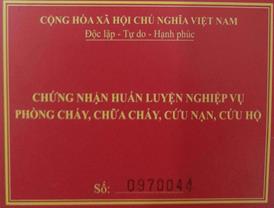 CỘNG HÒA XÃ HỘI CHỦ NGHĨA VIỆT NAM
Độc lập - Tự do - Hạnh phúc
CHỨNG NHẬN HUẤN LUYỆN NGHIỆP VỤ
PHÒNG CHÁY, CHỮA CHÁY, CỨU NẠN, CỨU HỘ
Số: 0970044